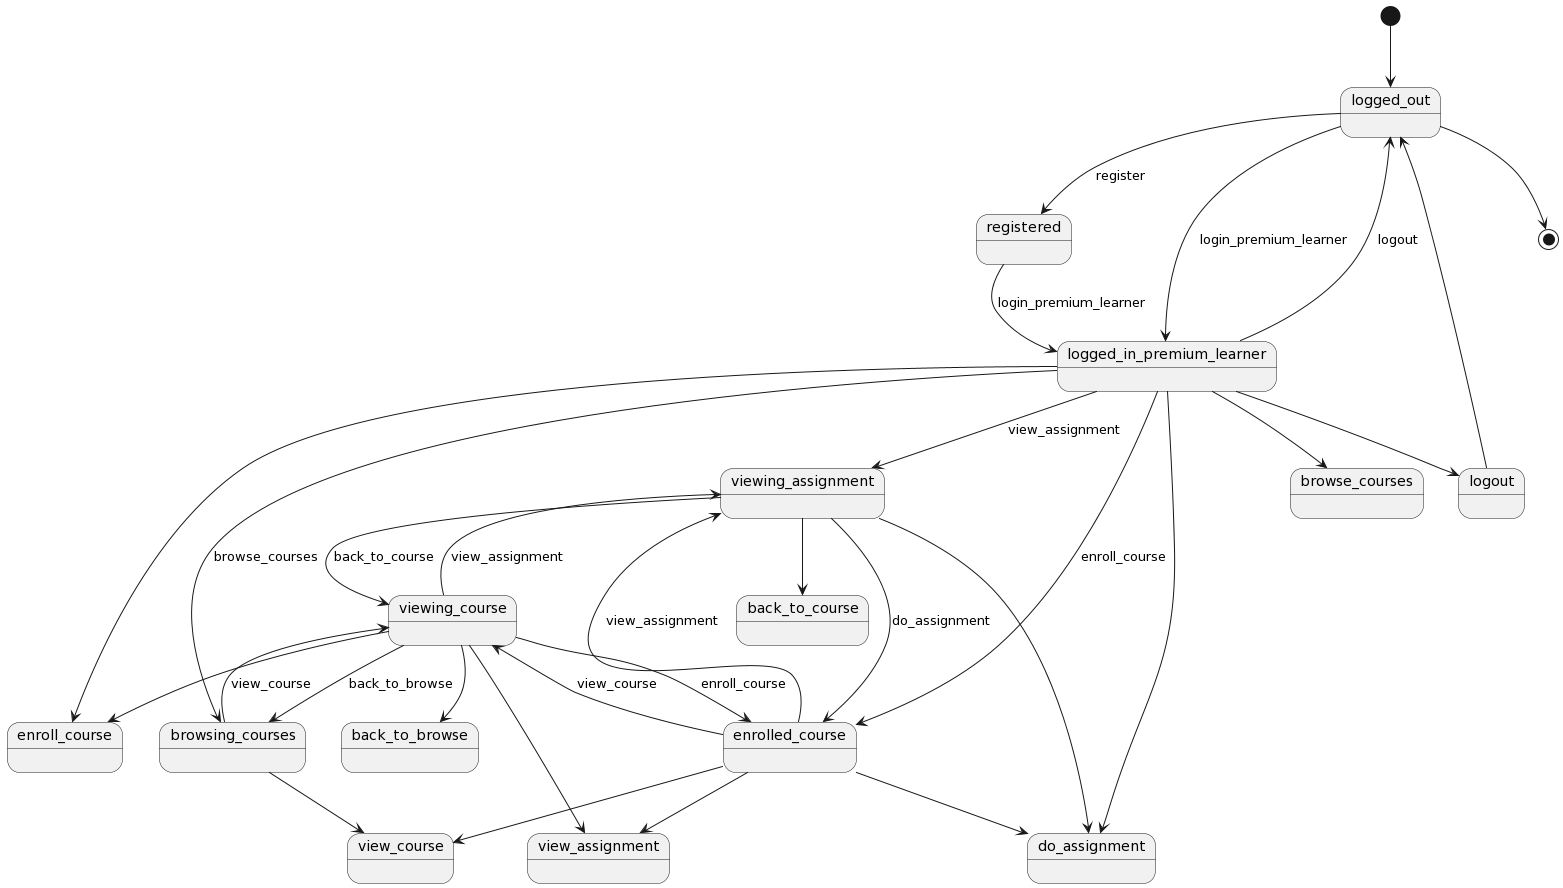 logged_out
register
registered
login_premium_learner
logout
login_premium_learner
logged_in_premium_learner
view_assignment
viewing_assignment
browse_courses
logout
browse_courses
back_to_course
view_assignment
enroll_course
viewing_course
back_to_course
view_assignment
do_assignment
view_course
back_to_browse
view_course
enroll_course
enroll_course
browsing_courses
back_to_browse
enrolled_course
view_course
view_assignment
do_assignment